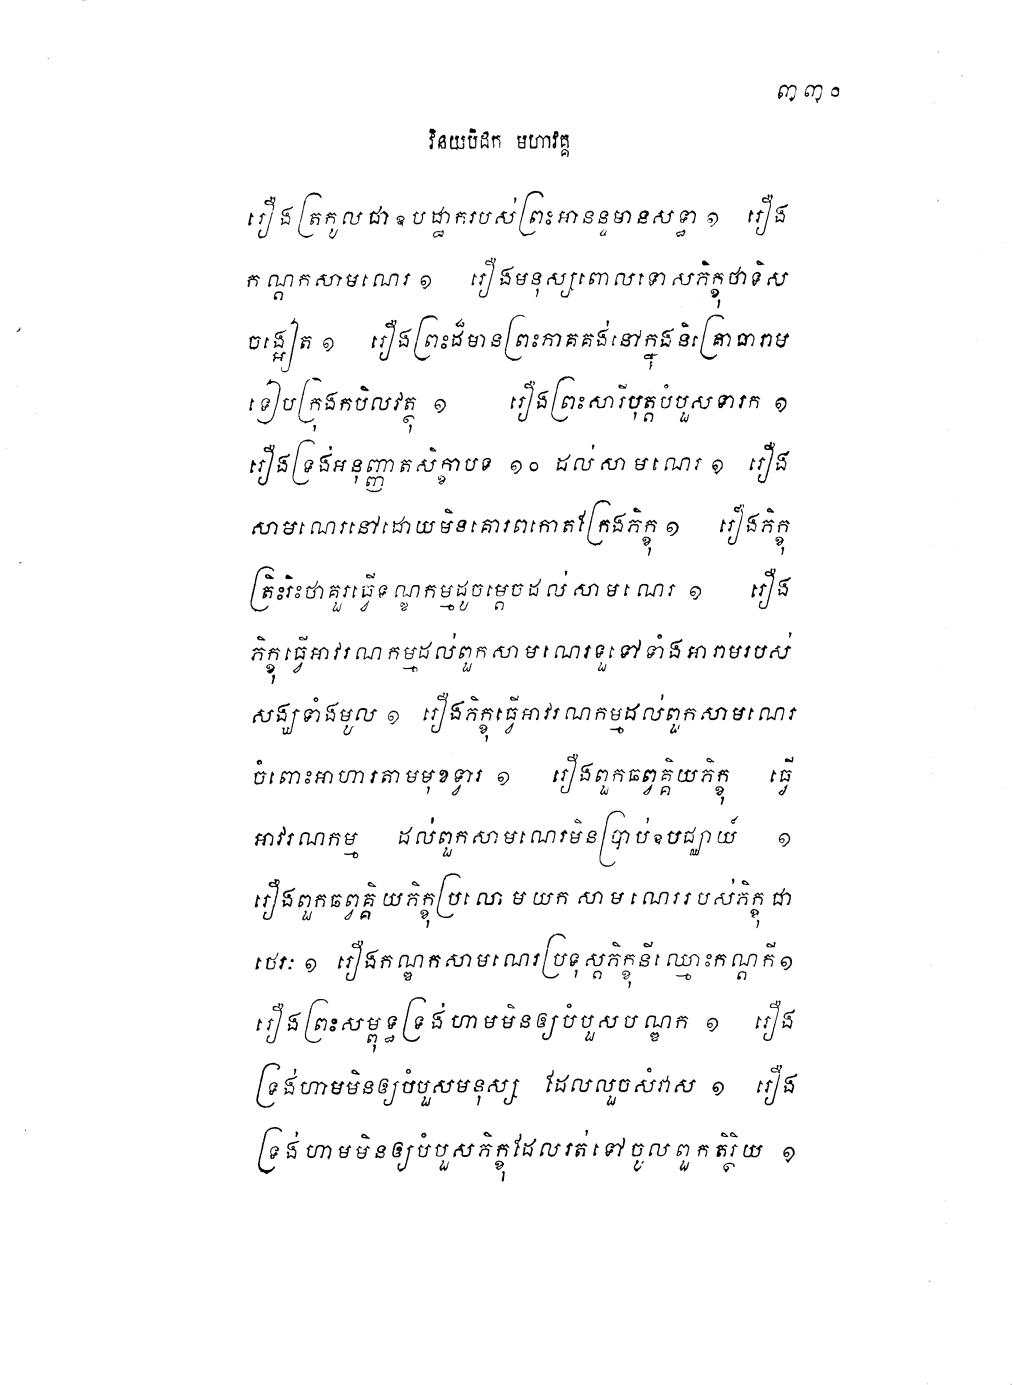 ៣៣០
វិនយបិដក មហាវគ្គ
រឿងត្រកូលជាឧបដ្ឋាករបស់ព្រះអានន្ទមានសទ្ធា ១ រឿង
កណ្ដកសាមណេរ ១ រឿងមនុស្សពោលទោសភិក្ខុថាទិស
ចង្អៀត ១ រឿងព្រះដ៏មានព្រះភាគគង់នៅក្នុងនិគ្រោធារាម
ទៀបក្រុងកបិលវត្ថុ ១ រឿងព្រះសារីបុត្តបំបួសទារក ១
រឿងទ្រង់អនុញ្ញាតសិក្ខាបទ ១០ ដល់សាមណេរ ១ រឿង
សាមណេរនៅដោយមិនគោរពកោតក្រែងភិក្ខុ ១ រឿងភិក្ខុ
ត្រិះរិះថាគួរធ្វើទណ្ឌកម្មដូចម្ដេចដល់សាមណេរ ១ រឿង
ភិក្ខុធ្វើអាវរណកម្មដល់ពួកសាមណេរទួទៅទាំងអារាមរបស់
សង្ឃទាំងមូល ១ រឿងភិក្ខុធ្វើអាវរណកម្មដល់ពួកសាមណេរ
ចំពោះអាហារតាមមុខទ្វារ ១ រឿងពួកឆព្វគ្គិយភិក្ខុ ធ្វើ
អាវរណកម្ម ដល់ពួកសាមណេរមិនប្រាប់ឧបជ្ឈាយ៍ ១
រឿងពួកឆព្វគ្គិយភិក្ខុប្រលោមយកសាមណេររបស់ភិក្ខុជា
ថេរៈ ១ រឿងកណ្ឌកសាមណេរប្រទុស្តភិក្ខុនីឈ្មោះកណ្ដកី ១
រឿងព្រះសម្ពុទ្ធទ្រង់ហាមមិនឲ្យបំបួសបណ្ឌក ១ រឿង
ទ្រង់ហាមមិនឲ្យបំបួសមនុស្ស ដែលលួចសំវាស ១ រឿង
ទ្រង់ហាមមិនឲ្យបំបួសភិក្ខុដែលរត់ទៅចូលពួកតិរ្ថិយ ១